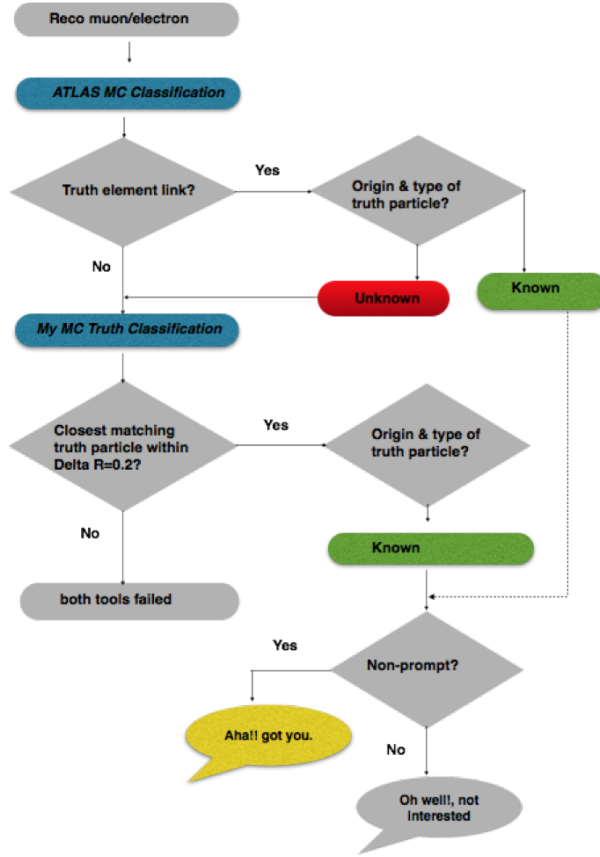 Reco muon/electron
ATLAS MC Classification
Truth element link?
Yes
Origin & type of
truth particle?
No
Unknown
Known
My MC Truth Classification
Closest matching
truth particle within
Delta R=0.2?
Yes
Origin & type of
truth particle?
No
Known
both tools failed
Yes
Non-prompt?
Aha!! got you.
No
Oh well!, not
interested